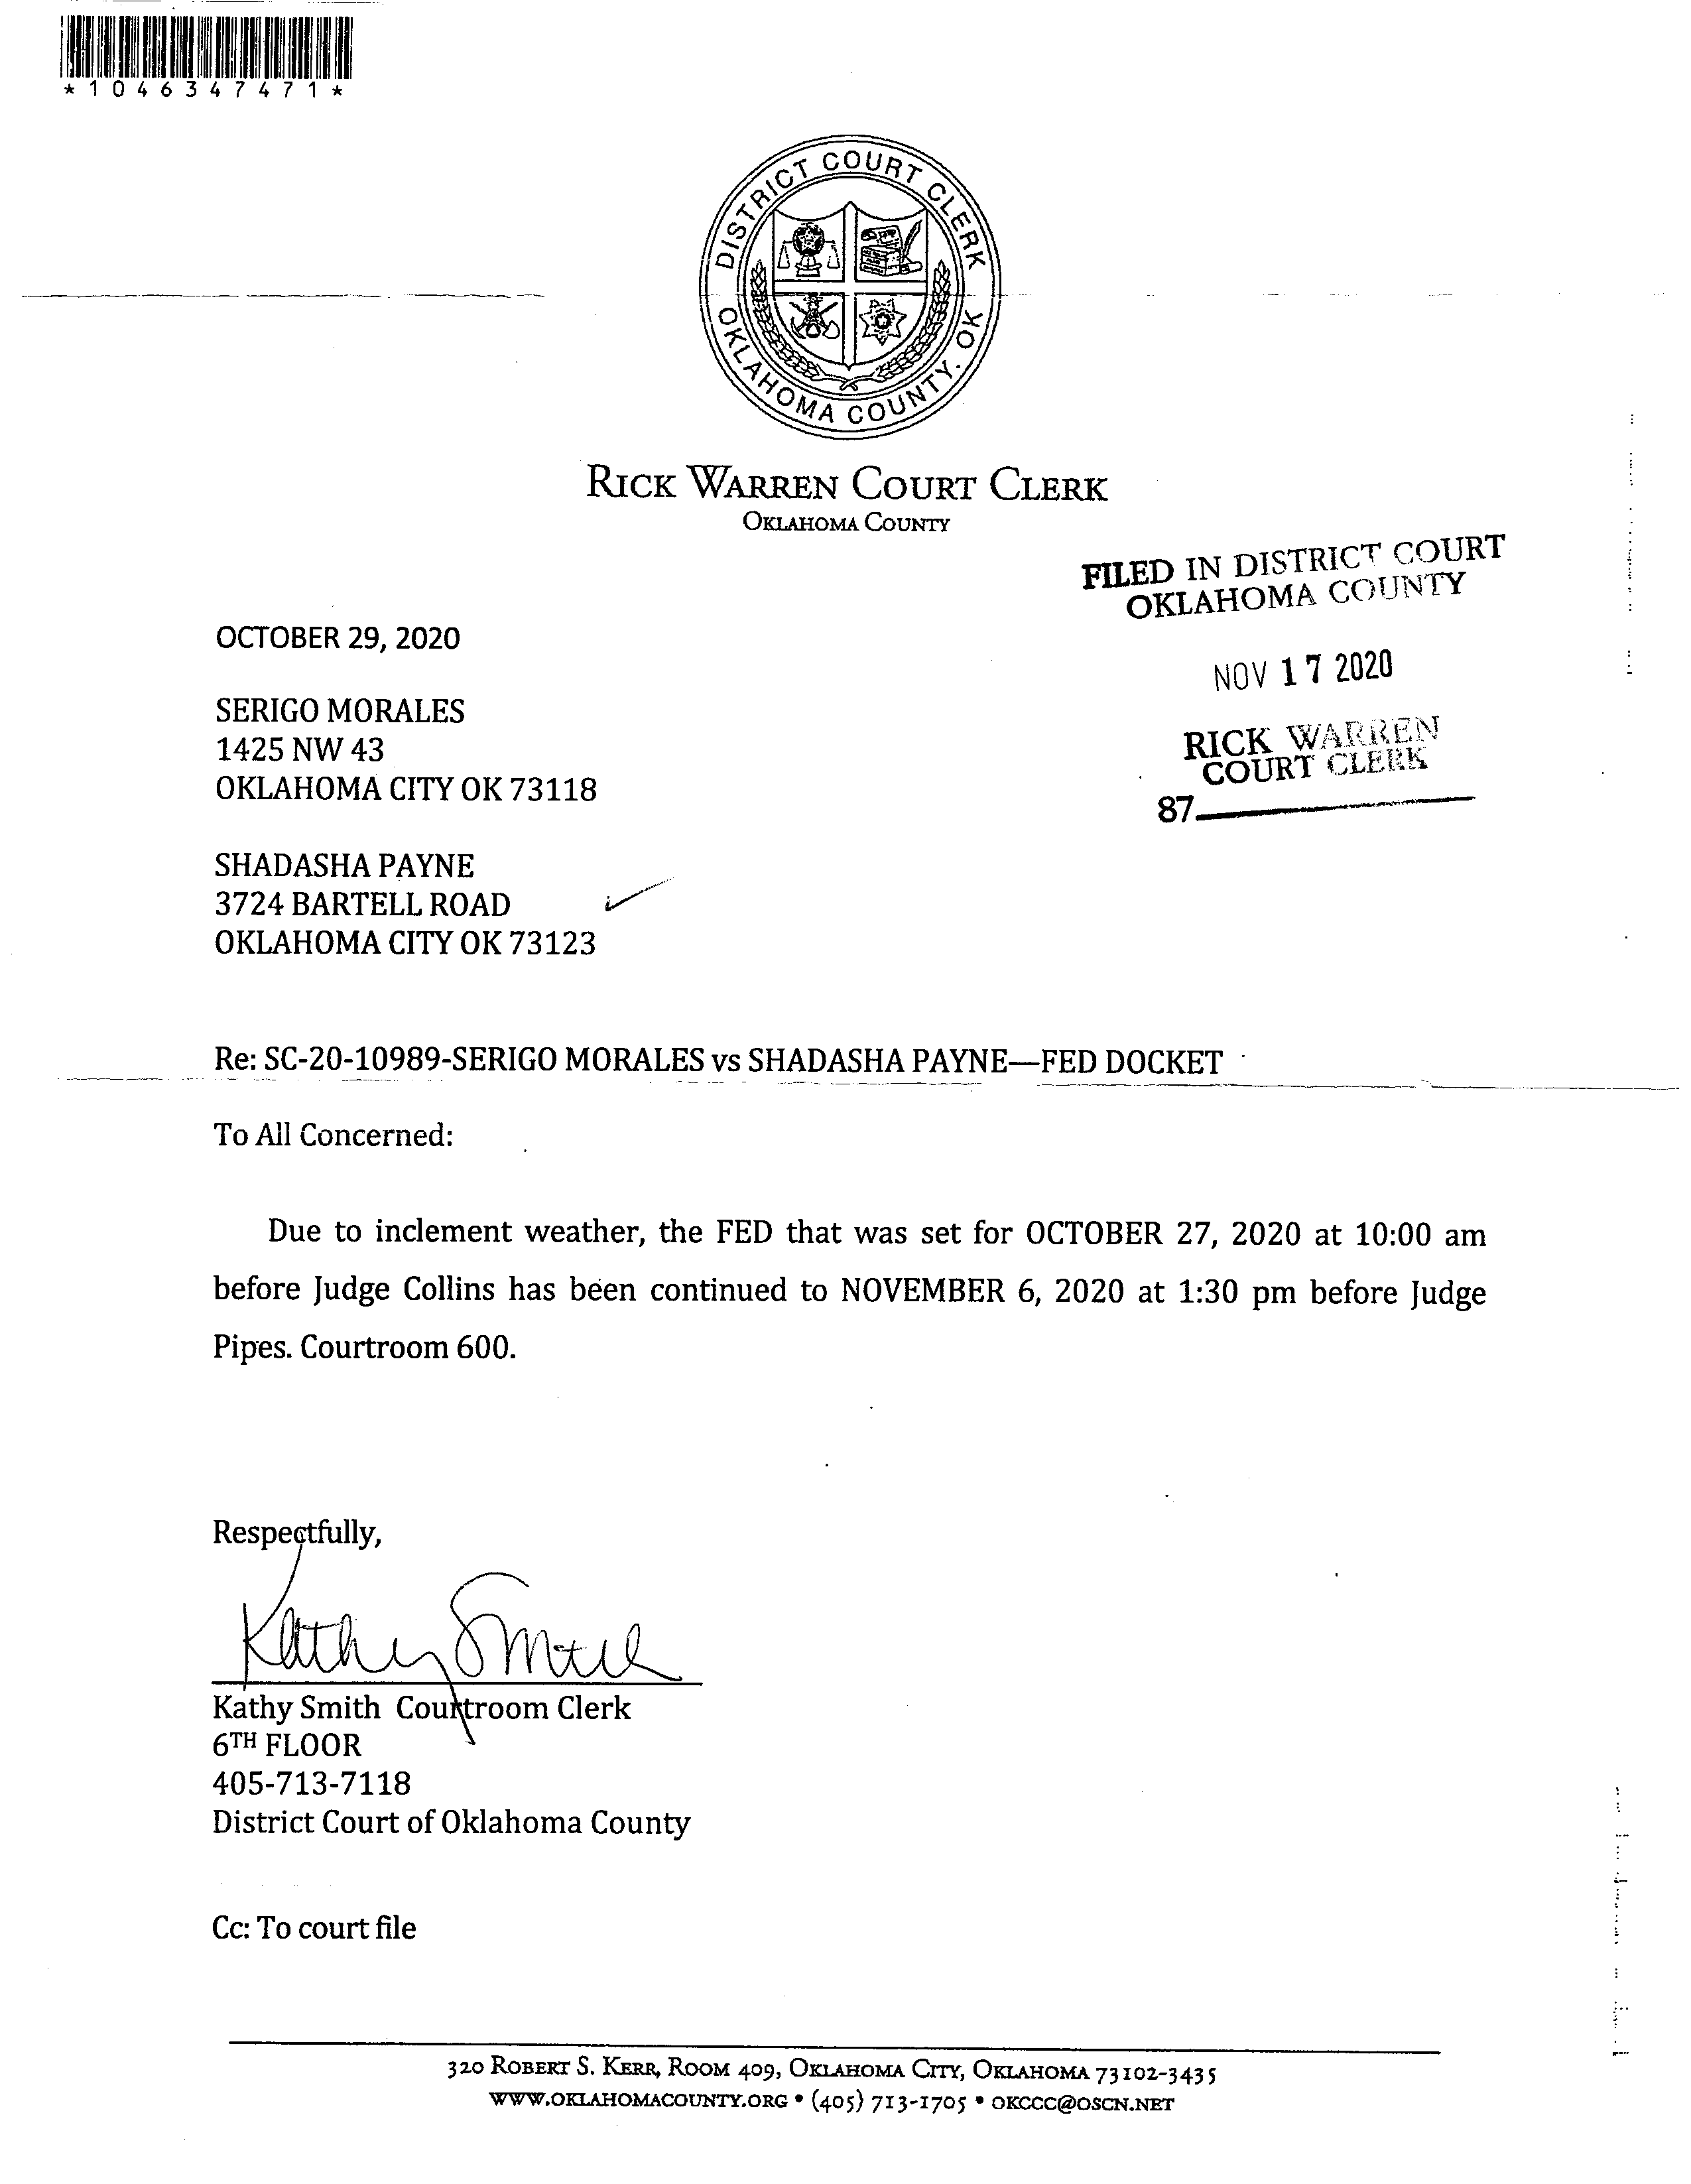 *1046347471*
DISTRICT COURT CLERK
OKLAHOMA COUNTY, OK
RICK WARREN COURT CLERK
OKLAHOMA COUNTY
FILED IN DISTRICT COURT
OKLAHOMA COUNTY
OCTOBER 29, 2020
NOV 17 2020
SERIGO MORALES
1425 NW 43
OKLAHOMA CITY OK 73118
RICK WARREN
COURT CLERK
87
SHADASHA PAYNE
3724 BARTELL ROAD
OKLAHOMA CITY OK 73123
Re: SC-20-10989-SERIGO MORALES vs SHADASHA PAYNE—FED DOCKET
To All Concerned:
Due to inclement weather, the FED that was set for OCTOBER 27, 2020 at 10:00 am
before Judge Collins has been continued to NOVEMBER 6, 2020 at 1:30 pm before Judge
Pipes. Courtroom 600.
Respectfully,
Kathy Smith
Kathy Smith Courtroom Clerk
6TH FLOOR
405-713-7118
District Court of Oklahoma County
Cc: To court file
320 ROBERT S. KERR, ROOM 409, OKLAHOMA CITY, OKLAHOMA 73102-3435
WWW.OKLAHOMACOUNTY.ORG • (405) 713-1705 • OKCCC@OSCN.NET